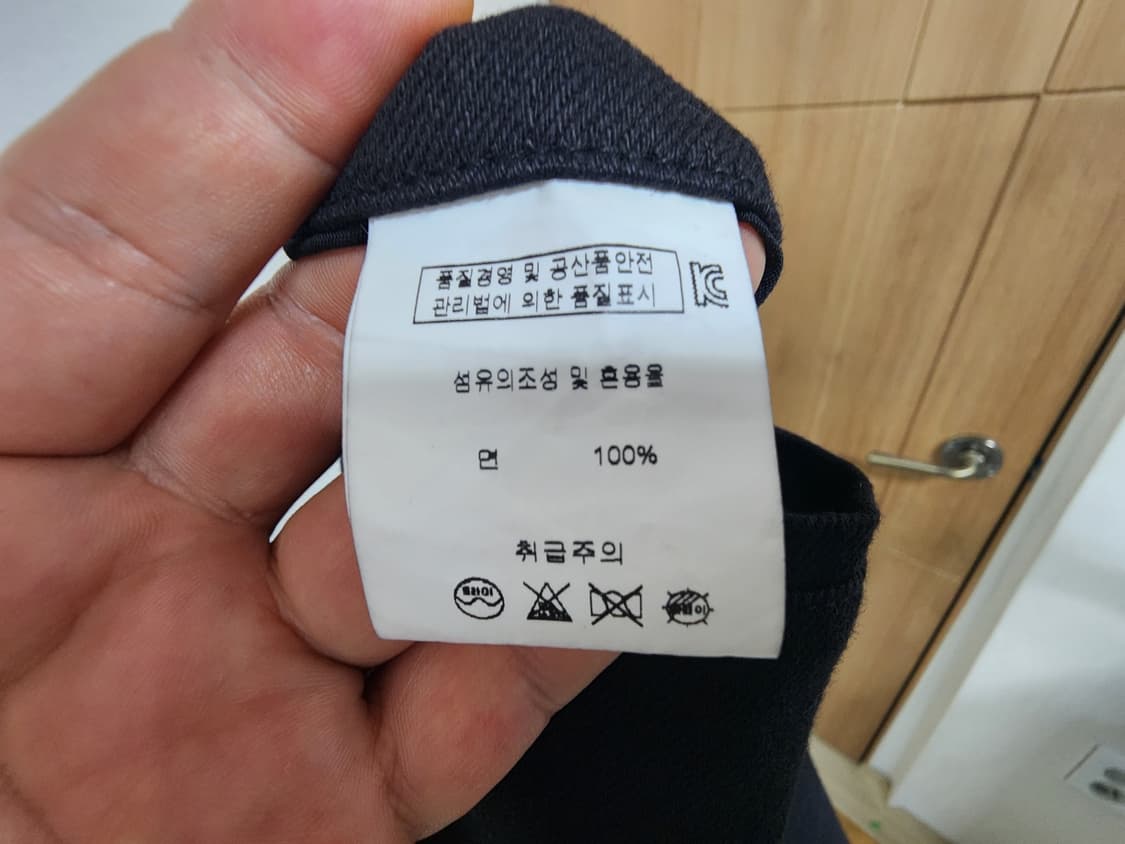 품질경영 및 공산품안전
관리법에 의한 품질표시
섬유의조성 및 혼용율
면 100%
취급주의